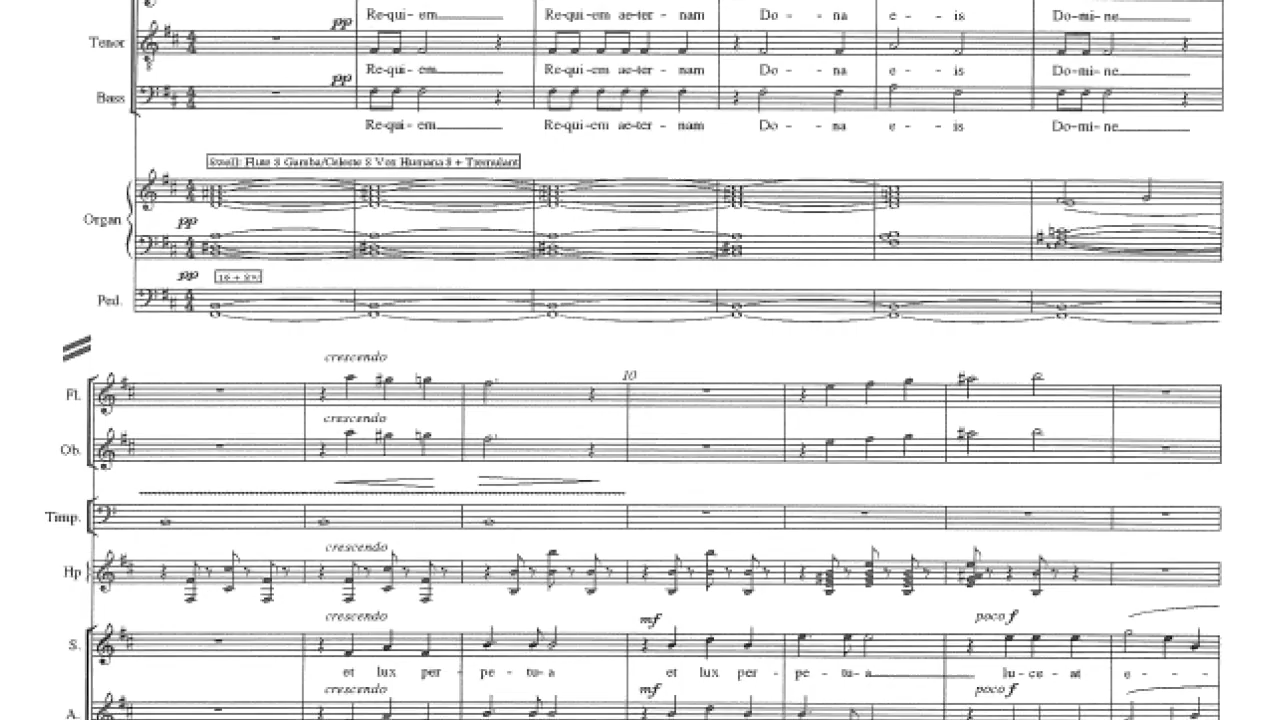 Re-qui-em Re-qui-em ae-ter - nam Do - - na e - - is Do-mi-ne
pp
Tenor
Re-qui-em Re-qui-em ae-ter - nam Do - - na e - - is Do-mi-ne
pp
Bass
Re-qui-em Re-qui-em ae-ter - nam Do - - na e - - is Do-mi-ne
Swell: Flute 8 Gamba/Celeste 8 Vox Humana 8 + Tremulant
Organ
pp
pp
Ped.
crescendo
10
Fl.
crescendo
Ob.
Timp.
crescendo
Hp
crescendo mf poco f
S.
et lux per - pe - tu- a et lux per - pe - tu- a lu-ce - at e - -
crescendo mf poco f
A.